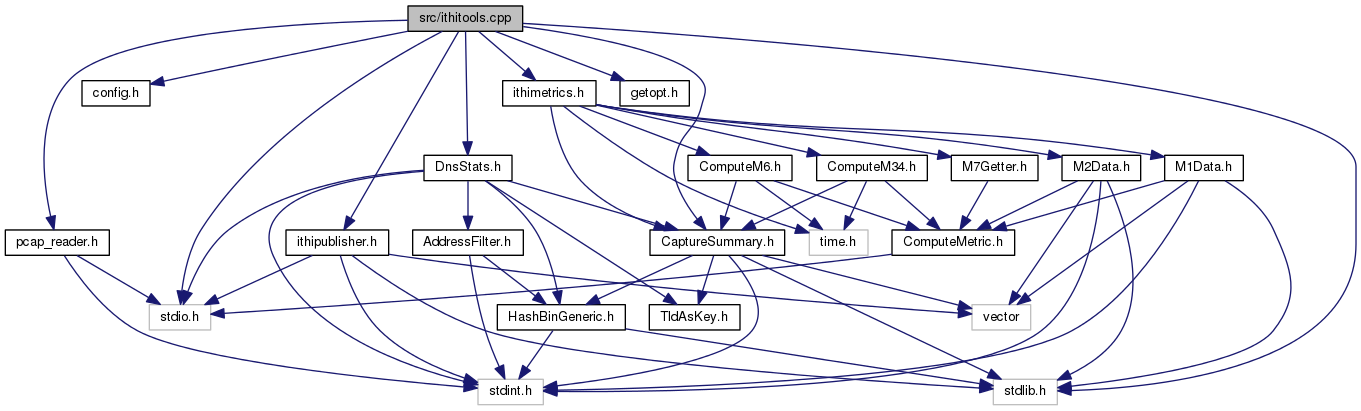 src/ithitools.cpp
config.h
ithimetrics.h
getopt.h
DnsStats.h
ComputeM6.h
ComputeM34.h
M7Getter.h
M2Data.h
M1Data.h
pcap_reader.h
ithipublisher.h
AddressFilter.h
CaptureSummary.h
time.h
ComputeMetric.h
stdio.h
HashBinGeneric.h
TldAsKey.h
vector
stdint.h
stdlib.h